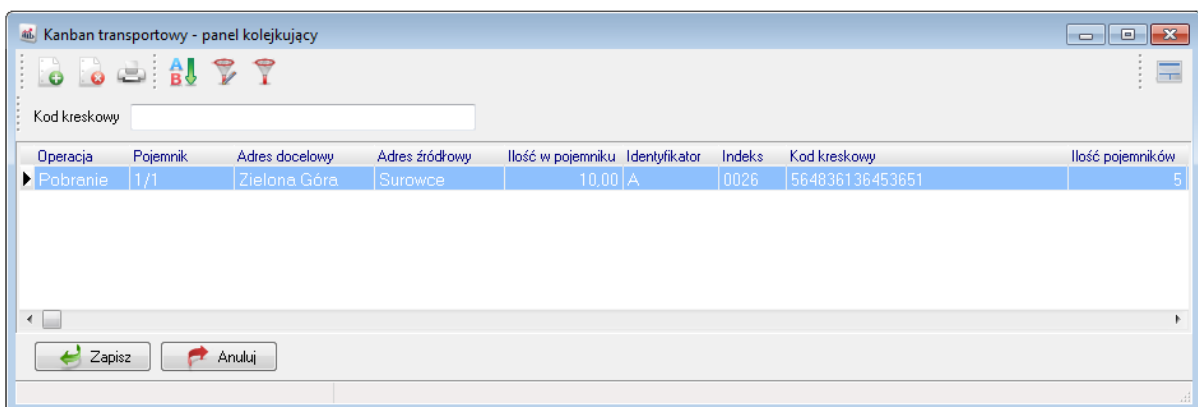 Kanban transportowy - panel kolejkujący
A
B
Kod kreskowy
Operacja Pojemnik Adres docelowy Adres źródłowy Ilość w pojemniku Identyfikator Indeks Kod kreskowy Ilość pojemników
Pobranie 1/1 Zielona Góra Surowce 10,00 A 0026 564836136453651 5
Zapisz Anuluj